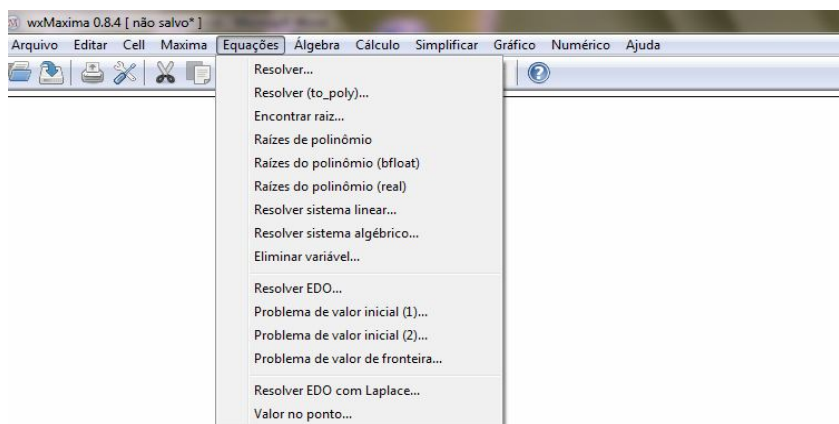 wxMaxima 0.8.4 [ não salvo* ]
Arquivo Editar Cell Maxima Equações Álgebra Cálculo Simplificar Gráfico Numérico Ajuda
Resolver...
Resolver (to_poly)...
Encontrar raiz...
Raízes de polinômio
Raízes do polinômio (bfloat)
Raízes do polinômio (real)
Resolver sistema linear...
Resolver sistema algébrico...
Eliminar variável...
Resolver EDO...
Problema de valor inicial (1)...
Problema de valor inicial (2)...
Problema de valor de fronteira...
Resolver EDO com Laplace...
Valor no ponto...